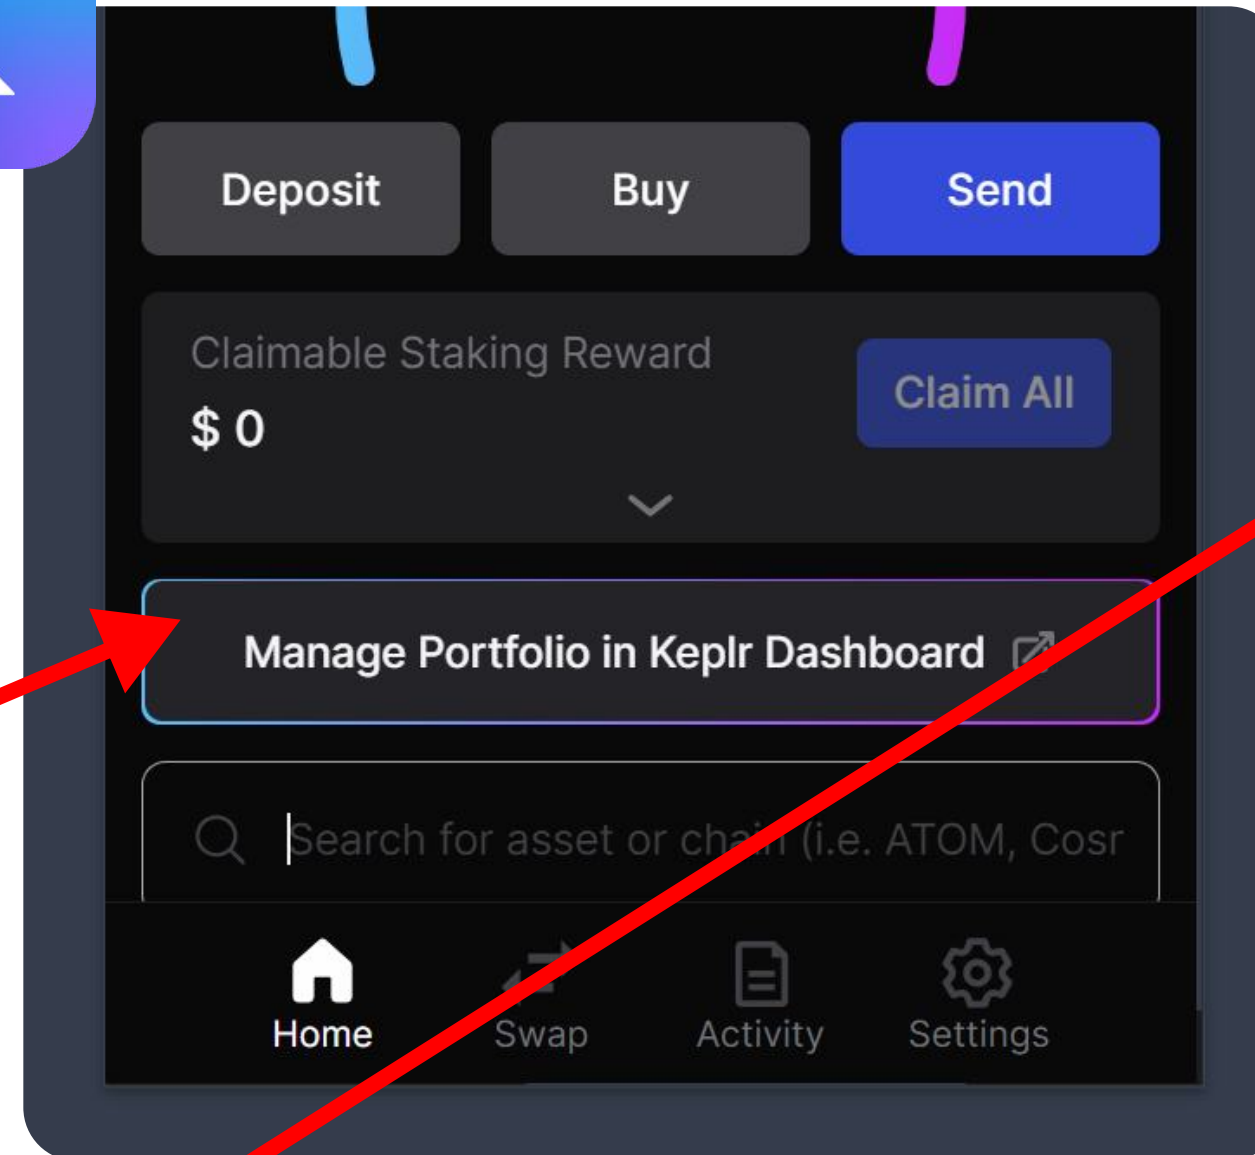 Deposit
Buy
Send
Claimable Staking Reward
$ 0
Claim All
Manage Portfolio in Keplr Dashboard
Search for asset or chain (i.e. ATOM, Cosr
Home
Swap
Activity
Settings